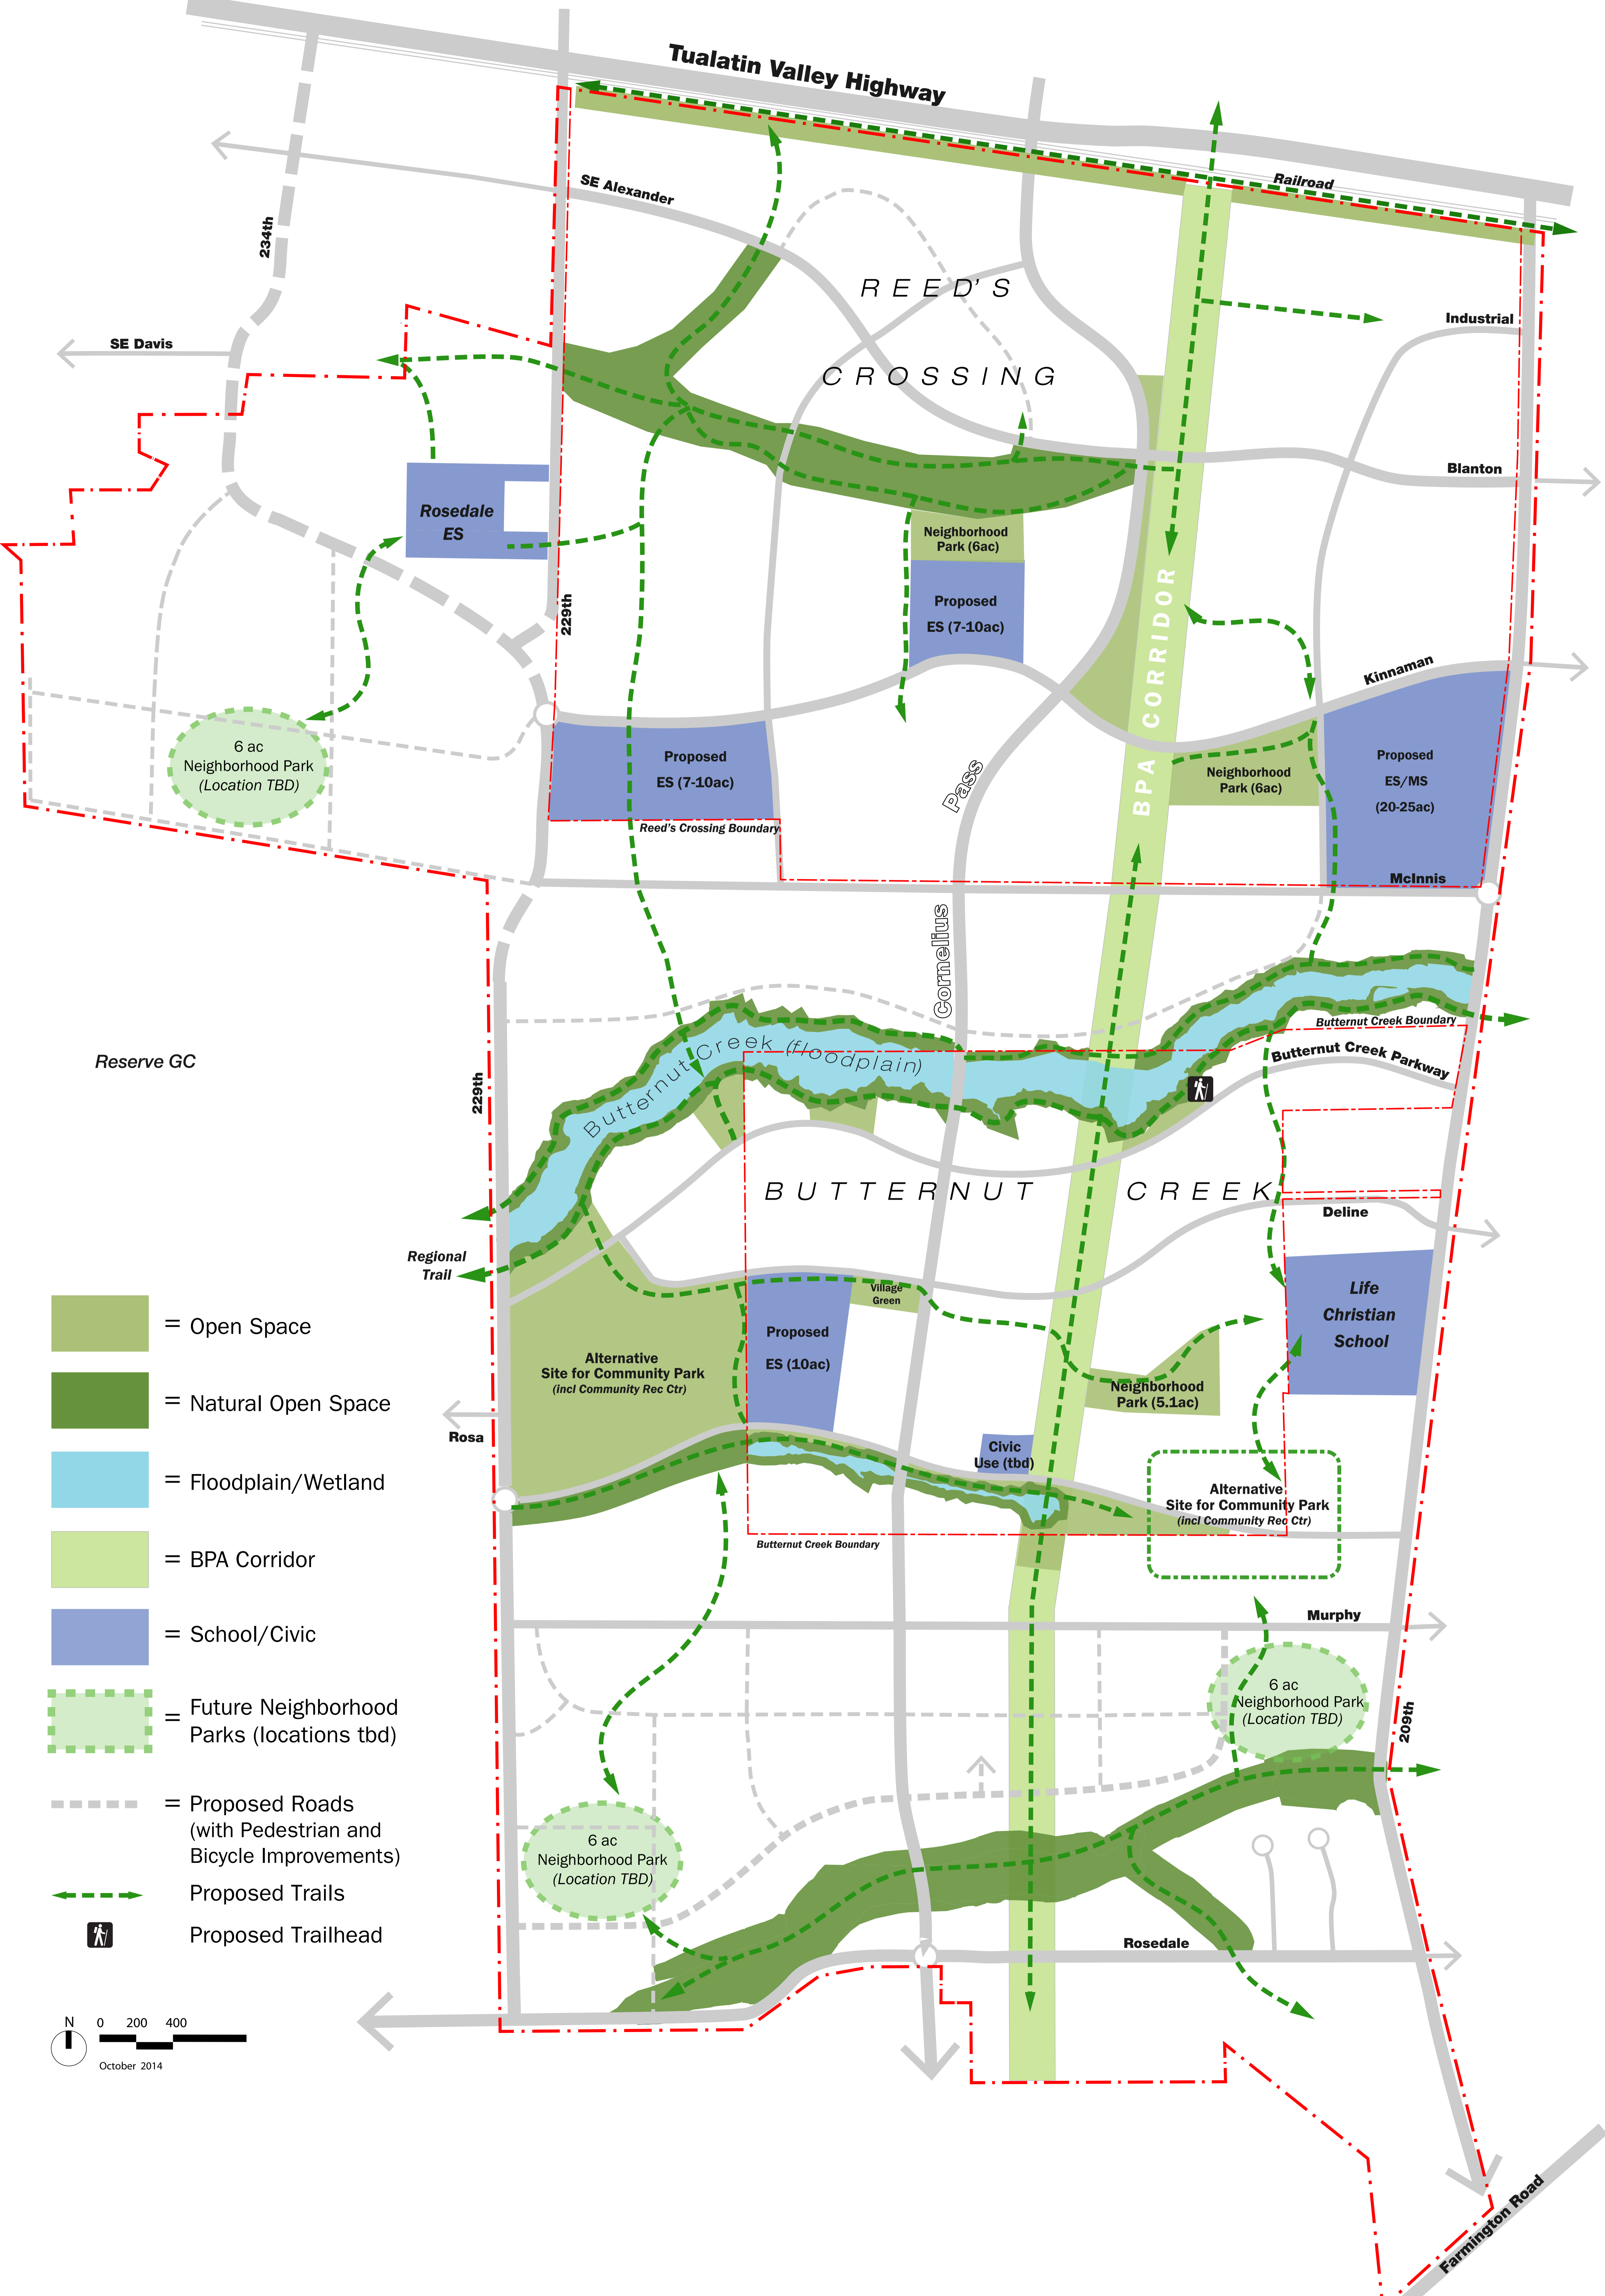 Tualatin Valley Highway
Railroad
SE Alexander
234th
REED'S
CROSSING
Industrial
SE Davis
Blanton
Rosedale
ES
Neighborhood
Park (6ac)
Proposed
ES (7-10ac)
229th
BPA CORRIDOR
Kinnaman
6 ac
Neighborhood Park
(Location TBD)
Proposed
ES (7-10ac)
Reed's Crossing Boundary
Pass
Neighborhood
Park (6ac)
Proposed
ES/MS
(20-25ac)
McInnis
Cornelius
Reserve GC
229th
Butternut Creek (floodplain)
Butternut Creek Boundary
Butternut Creek Parkway
BUTTERNUT CREEK
Deline
Regional
Trail
Village
Green
Life
Christian
School
Proposed
ES (10ac)
Alternative
Site for Community Park
(incl Community Rec Ctr)
Neighborhood
Park (5.1ac)
Rosa
Civic
Use (tbd)
Alternative
Site for Community Park
(incl Community Rec Ctr)
Butternut Creek Boundary
Murphy
6 ac
Neighborhood Park
(Location TBD)
209th
6 ac
Neighborhood Park
(Location TBD)
Rosedale
Farmington Road
= Open Space
= Natural Open Space
= Floodplain/Wetland
= BPA Corridor
= School/Civic
= Future Neighborhood
Parks (locations tbd)
= Proposed Roads
(with Pedestrian and
Bicycle Improvements)
Proposed Trails
Proposed Trailhead
N 0 200 400
October 2014